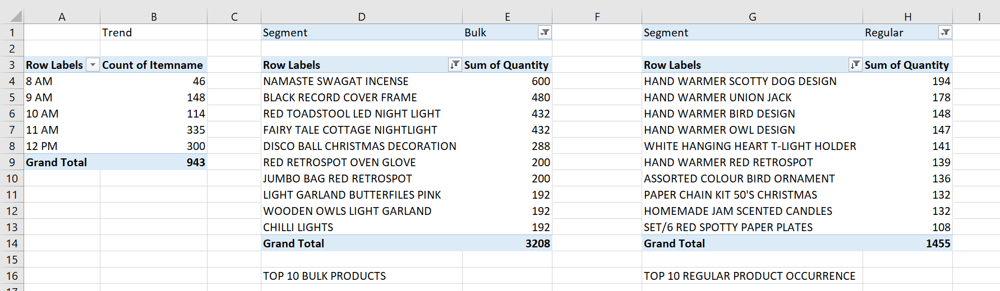 A B C D E F G H I
1 Trend Segment Bulk Segment Regular
2
3 Row Labels Count of Itemname Row Labels Sum of Quantity Row Labels Sum of Quantity
4 8 AM 46 NAMASTE SWAGAT INCENSE 600 HAND WARMER SCOTTY DOG DESIGN 194
5 9 AM 148 BLACK RECORD COVER FRAME 480 HAND WARMER UNION JACK 178
6 10 AM 114 RED TOADSTOOL LED NIGHT LIGHT 432 HAND WARMER BIRD DESIGN 148
7 11 AM 335 FAIRY TALE COTTAGE NIGHTLIGHT 432 HAND WARMER OWL DESIGN 147
8 12 PM 300 DISCO BALL CHRISTMAS DECORATION 288 WHITE HANGING HEART T-LIGHT HOLDER 141
9 Grand Total 943 RED RETROSPOT OVEN GLOVE 200 HAND WARMER RED RETROSPOT 139
10 JUMBO BAG RED RETROSPOT 200 ASSORTED COLOUR BIRD ORNAMENT 136
11 LIGHT GARLAND BUTTERFILES PINK 192 PAPER CHAIN KIT 50'S CHRISTMAS 132
12 WOODEN OWLS LIGHT GARLAND 192 HOMEMADE JAM SCENTED CANDLES 132
13 CHILLI LIGHTS 192 SET/6 RED SPOTTY PAPER PLATES 108
14 Grand Total 3208 Grand Total 1455
15
16 TOP 10 BULK PRODUCTS TOP 10 REGULAR PRODUCT OCCURRENCE
17